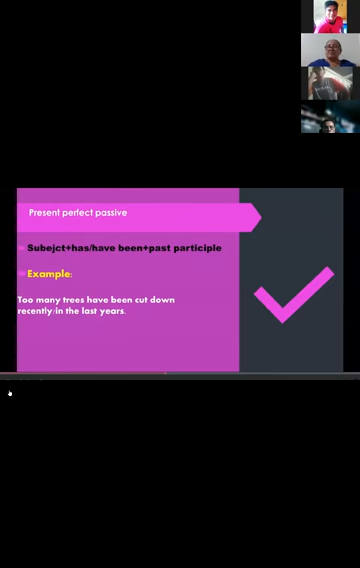 Present perfect passive
Subejct+has/have been+past participle
Example:
Too many trees have been cut down
recently/in the last years.